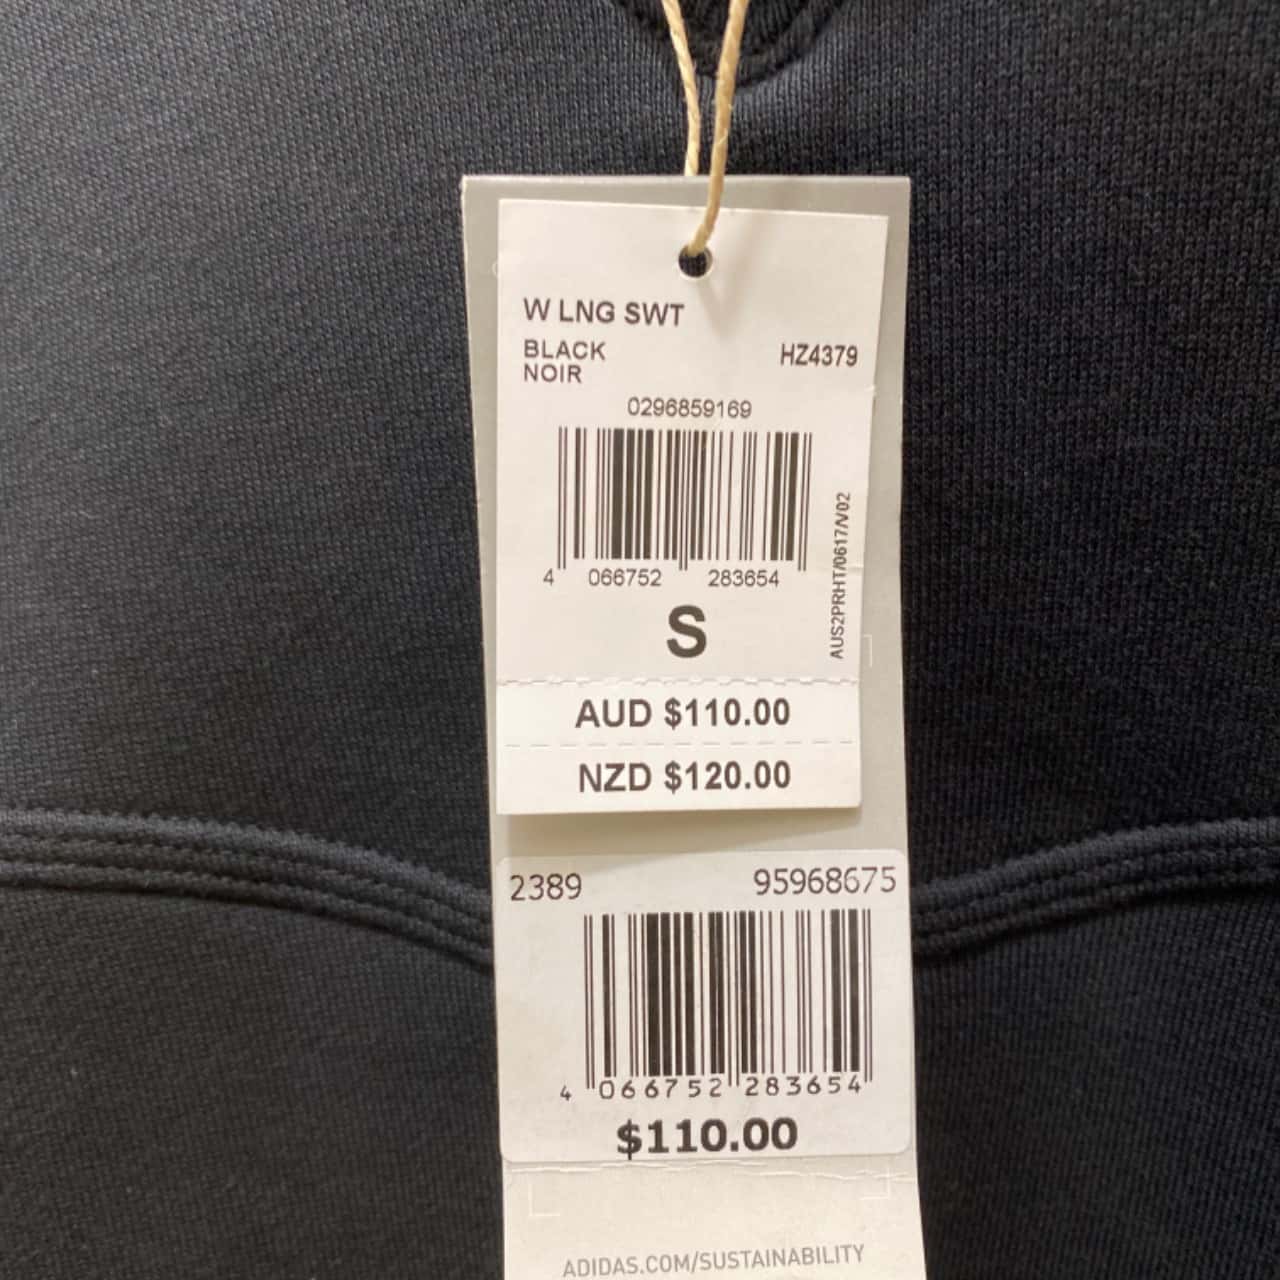 W LNG SWT
BLACK
NOIR
HZ4379
0296859169
4 066752 283654
AUS2PRHT/0617/V02
S
AUD $110.00
NZD $120.00
2389 95968675
4 066752 283654
$110.00
ADIDAS.COM/SUSTAINABILITY